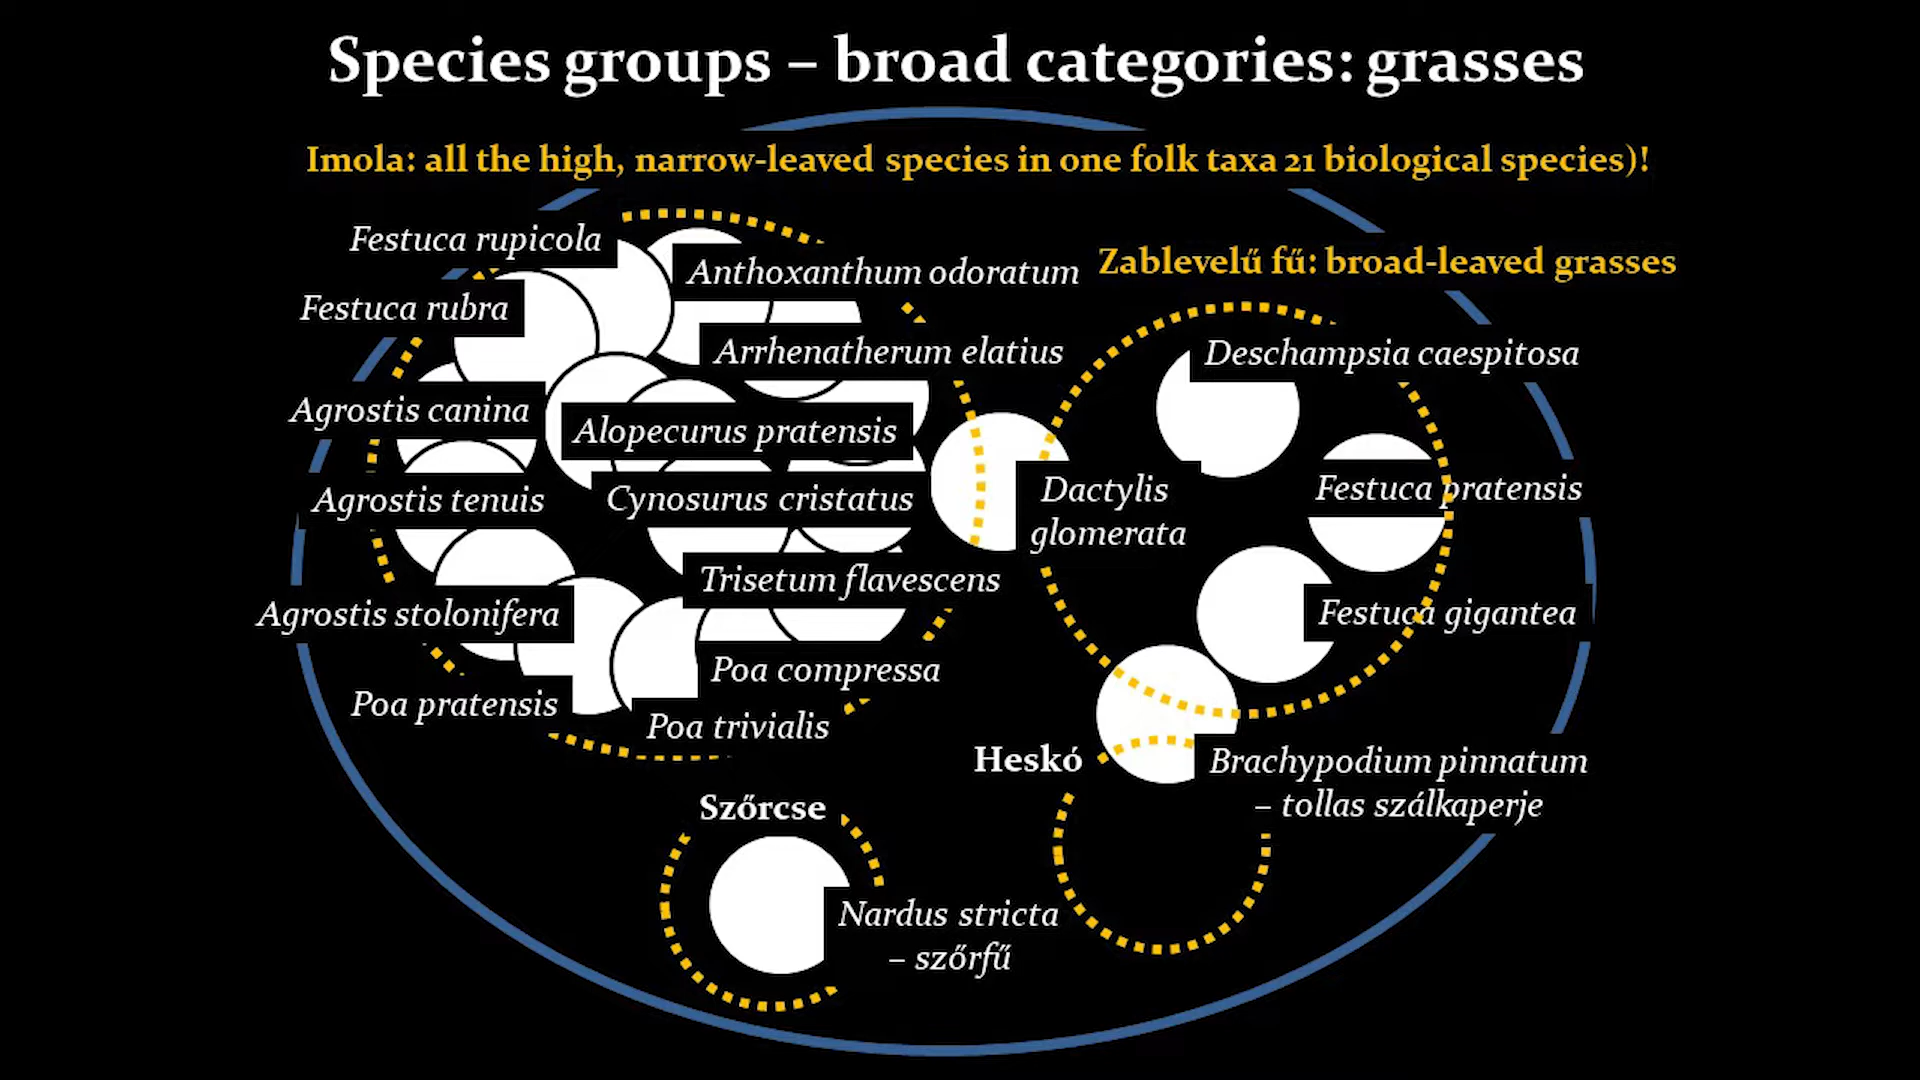 Species groups – broad categories: grasses
Imola: all the high, narrow-leaved species in one folk taxa 21 biological species)!
Festuca rupicola
Anthoxanthum odoratum
Zablevelű fű: broad-leaved grasses
Festuca rubra
Arrhenatherum elatius
Deschampsia caespitosa
Agrostis canina
Alopecurus pratensis
Agrostis tenuis
Cynosurus cristatus
Dactylis
glomerata
Festuca pratensis
Trisetum flavescens
Agrostis stolonifera
Festuca gigantea
Poa compressa
Poa pratensis
Poa trivialis
Heskó
Brachypodium pinnatum
– tollas szálkaperje
Szőrcse
Nardus stricta
– szőrfű